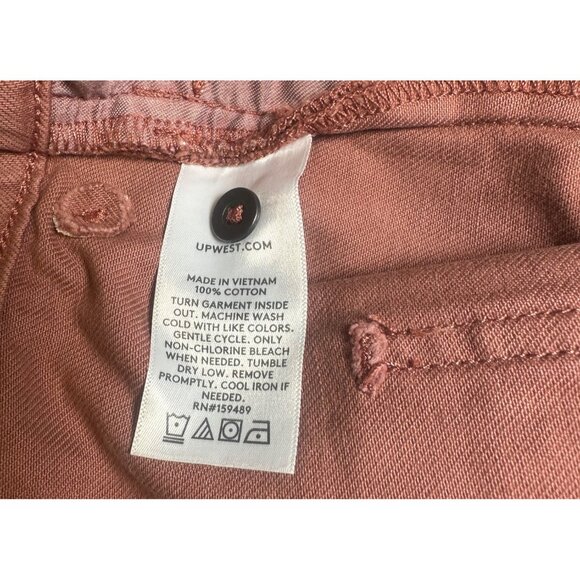 UPWEST.COM
MADE IN VIETNAM
100% COTTON
TURN GARMENT INSIDE
OUT. MACHINE WASH
COLD WITH LIKE COLORS.
GENTLE CYCLE. ONLY
NON-CHLORINE BLEACH
WHEN NEEDED. TUMBLE
DRY LOW. REMOVE
PROMPTLY. COOL IRON IF
NEEDED.
RN#159489